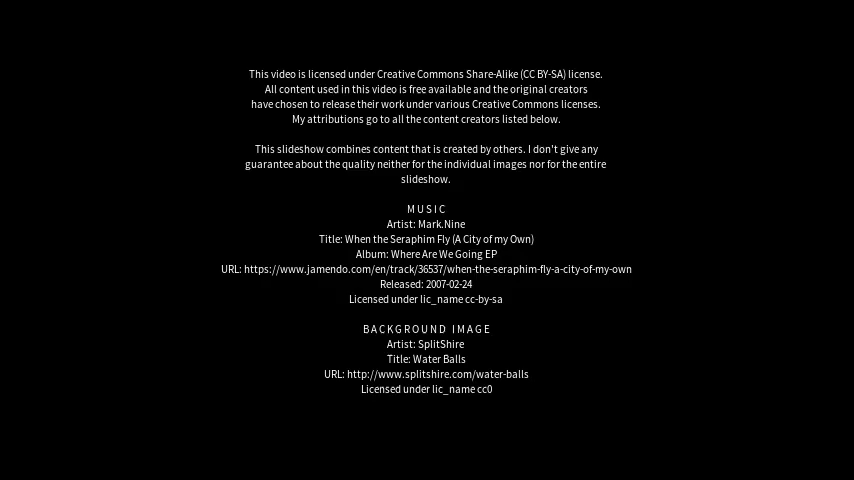 This video is licensed under Creative Commons Share-Alike (CC BY-SA) license.
All content used in this video is free available and the original creators
have chosen to release their work under various Creative Commons licenses.
My attributions go to all the content creators listed below.
This slideshow combines content that is created by others. I don't give any
guarantee about the quality neither for the individual images nor for the entire
slideshow.
MUSIC
Artist: Mark.Nine
Title: When the Seraphim Fly (A City of my Own)
Album: Where Are We Going EP
URL: https://www.jamendo.com/en/track/36537/when-the-seraphim-fly-a-city-of-my-own
Released: 2007-02-24
Licensed under lic_name cc-by-sa
BACKGROUND IMAGE
Artist: SplitShire
Title: Water Balls
URL: http://www.splitshire.com/water-balls
Licensed under lic_name cc0